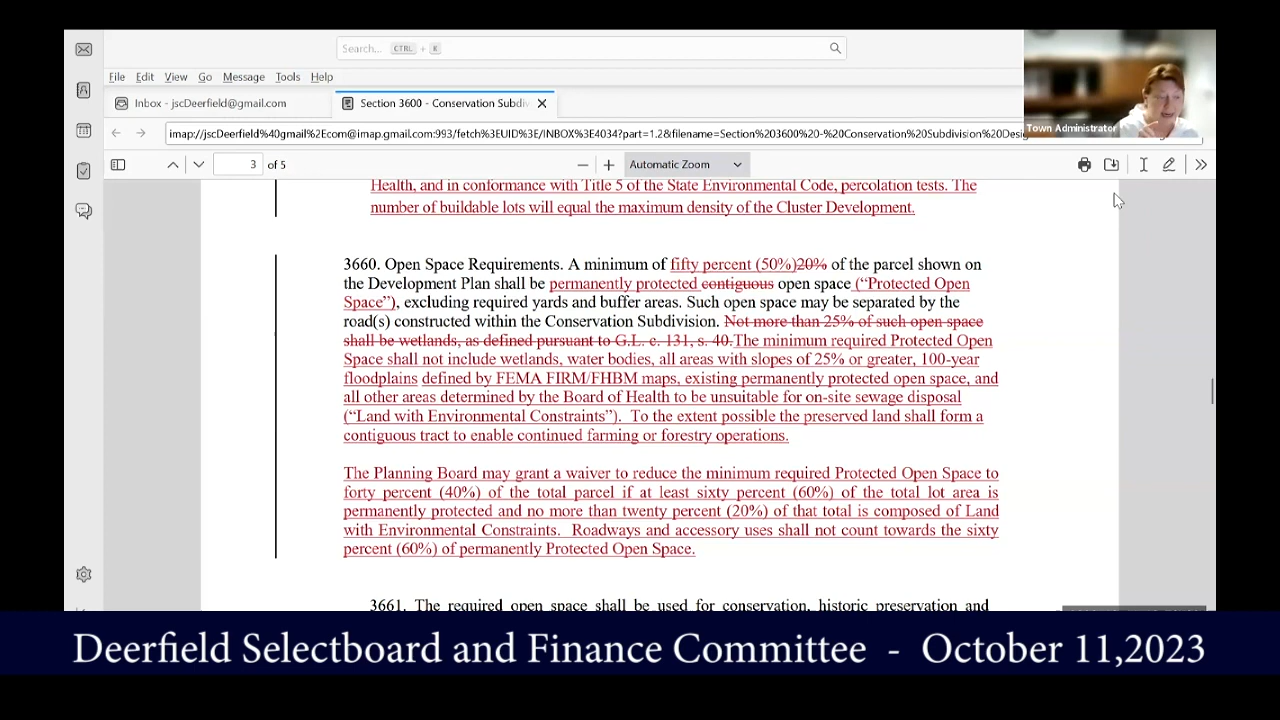 Search... CTRL + K
File Edit View Go Message Tools Help
Inbox - jscDeerfield@gmail.com
Section 3600 - Conservation Subdiv
Town Administrator
imap://jscDeerfield%40gmail%2Ecom@imap.gmail.com:993/fetch%3EUID%3E/INBOX%3E4034?part=1.2&filename=Section%203600%20-%20Conservation%20Subdivision%20Des
3 of 5
Automatic Zoom
Health, and in conformance with Title 5 of the State Environmental Code, percolation tests. The
number of buildable lots will equal the maximum density of the Cluster Development.
3660. Open Space Requirements. A minimum of fifty percent (50%)20% of the parcel shown on
the Development Plan shall be permanently protected contiguous open space (“Protected Open
Space”), excluding required yards and buffer areas. Such open space may be separated by the
road(s) constructed within the Conservation Subdivision. Not more than 25% of such open space
shall be wetlands, as defined pursuant to G.L. c. 131, s. 40.The minimum required Protected Open
Space shall not include wetlands, water bodies, all areas with slopes of 25% or greater, 100-year
floodplains defined by FEMA FIRM/FHBM maps, existing permanently protected open space, and
all other areas determined by the Board of Health to be unsuitable for on-site sewage disposal
(“Land with Environmental Constraints”). To the extent possible the preserved land shall form a
contiguous tract to enable continued farming or forestry operations.
The Planning Board may grant a waiver to reduce the minimum required Protected Open Space to
forty percent (40%) of the total parcel if at least sixty percent (60%) of the total lot area is
permanently protected and no more than twenty percent (20%) of that total is composed of Land
with Environmental Constraints. Roadways and accessory uses shall not count towards the sixty
percent (60%) of permanently Protected Open Space.
3661. The required open space shall be used for conservation, historic preservation and
Deerfield Selectboard and Finance Committee - October 11,2023